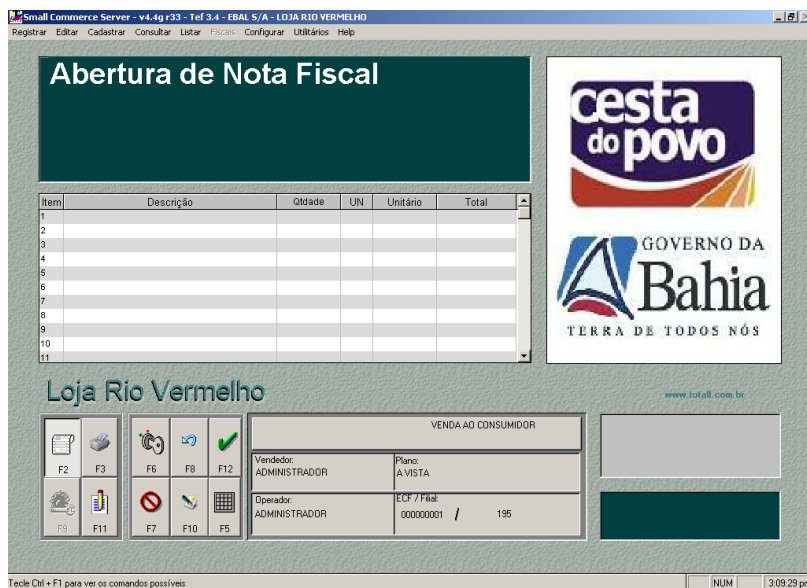 Small Commerce Server - v4.4g r33 - Tef 3.4 - EBAL S/A - LOJA RIO VERMELHO
Registrar Editar Cadastrar Consultar Listar Fiscais Configurar Utilitários Help
Abertura de Nota Fiscal
cesta
do povo
Item Descrição Qtdade UN Unitário Total
1
2
3
4
5
6
7
8
9
10
11
GOVERNO DA
Bahia
TERRA DE TODOS NÓS
Loja Rio Vermelho
www.totall.com.br
VENDA AO CONSUMIDOR
F2 F3 F6 F8 F12
Vendedor: Plano:
ADMINISTRADOR A VISTA
Operador: ECF / Filial:
ADMINISTRADOR 000000001 / 195
F9 F11 F7 F10 F5
Tecle Ctrl + F1 para ver os comandos possíveis NUM 3:09:29 pm